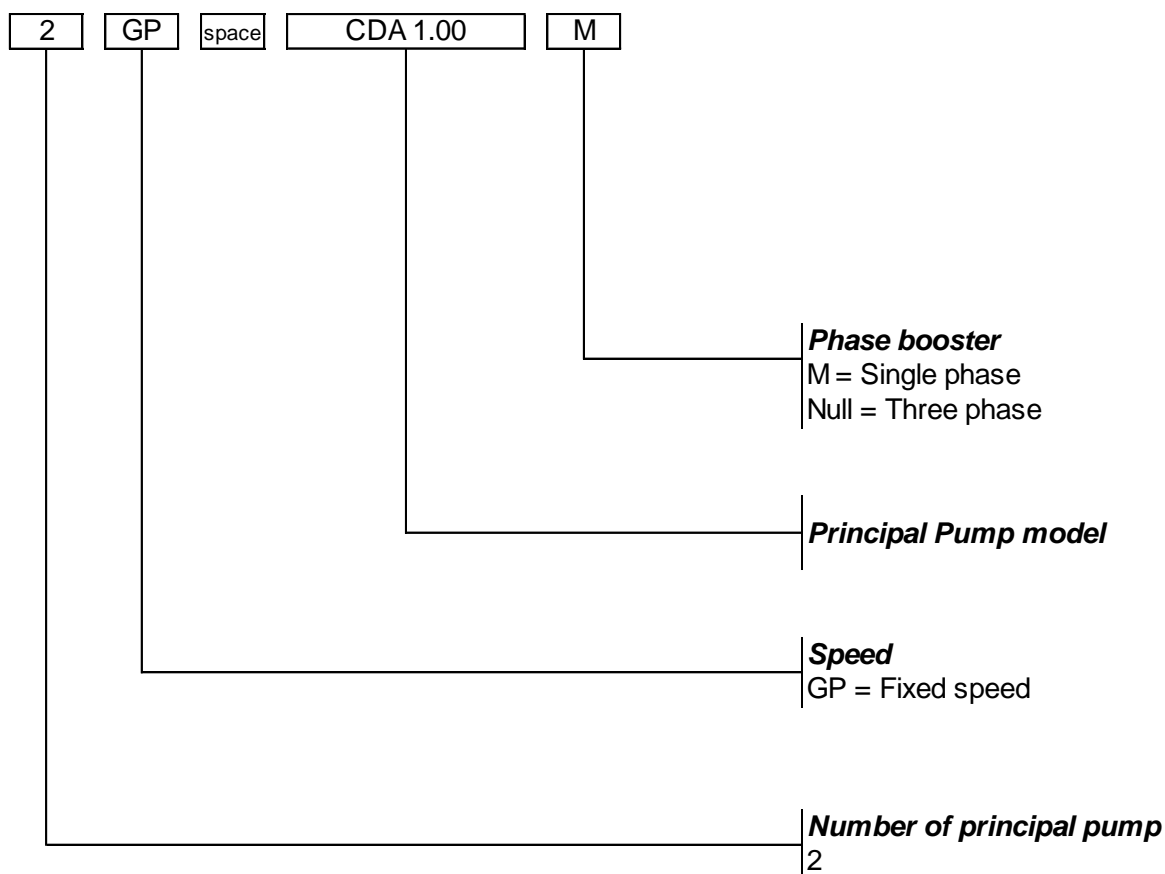 2 GP space CDA 1.00 M
Phase booster
M = Single phase
Null = Three phase
Principal Pump model
Speed
GP = Fixed speed
Number of principal pump
2